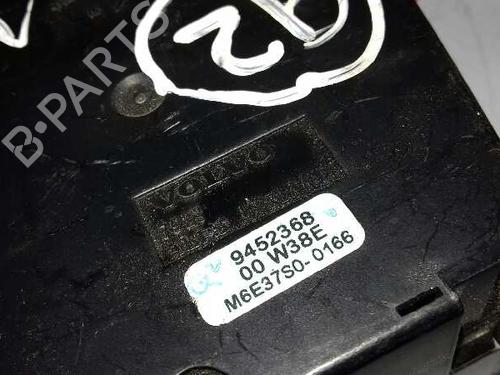 B-PARTS
2
VOLVO
9452368
00 W38E
M6E37S0-0166